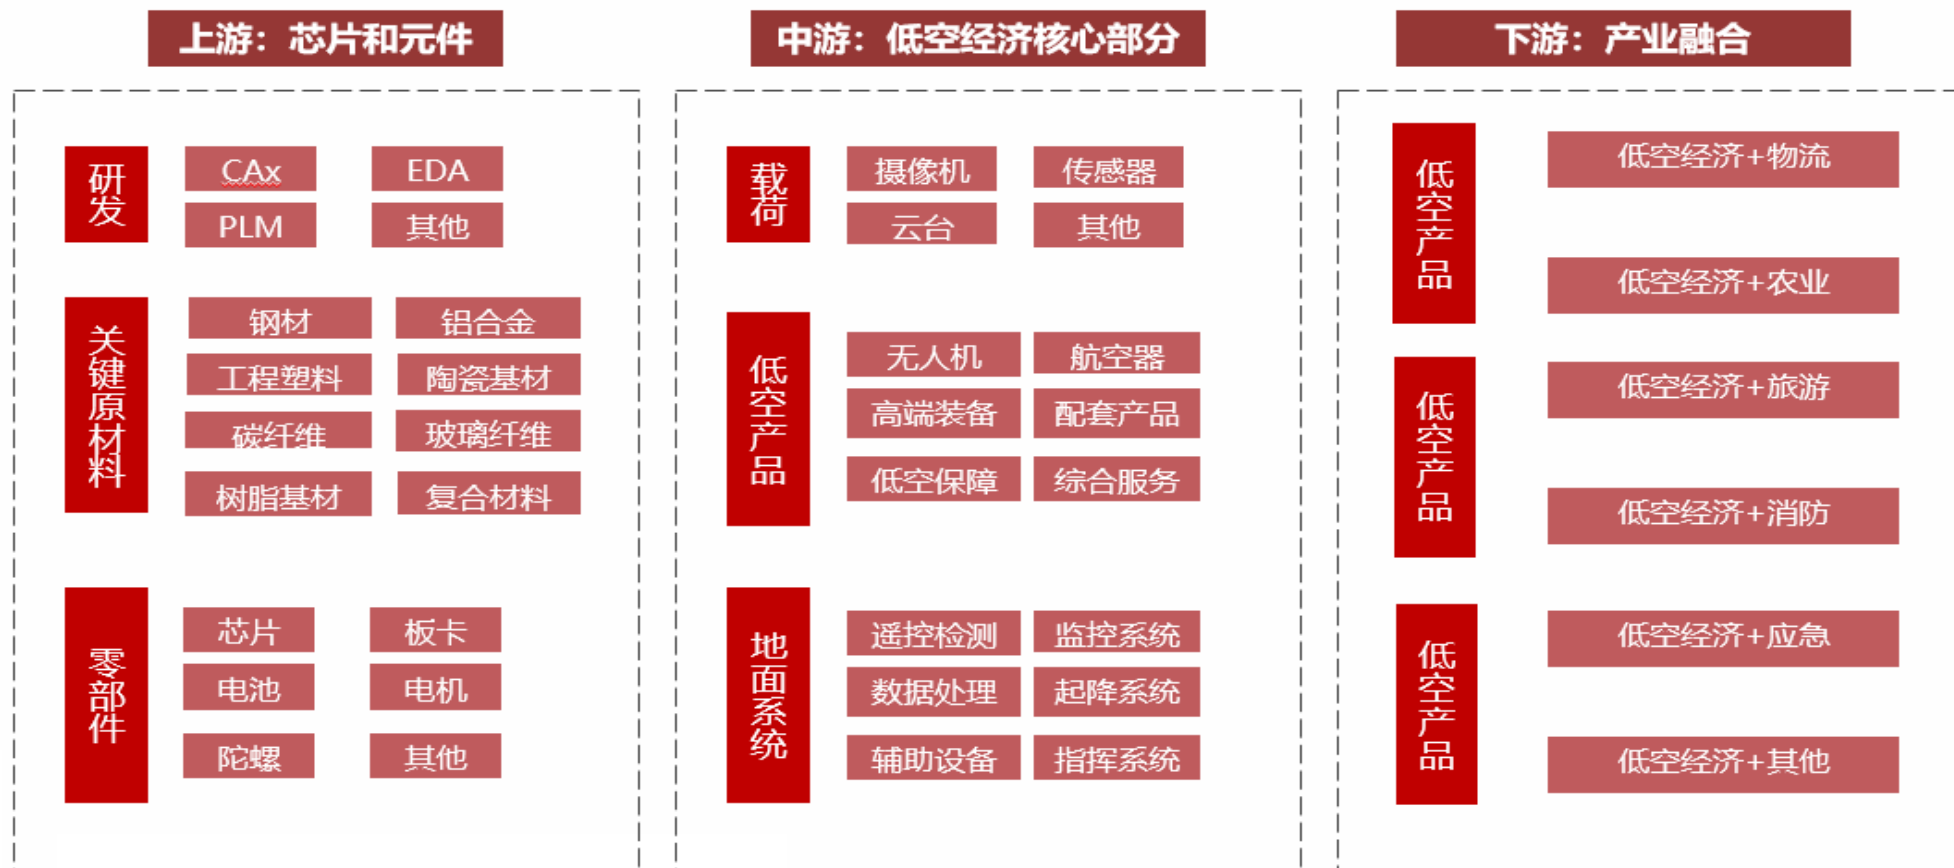 上游：芯片和元件
研发
CAx
EDA
PLM
其他
关键原材料
钢材
铝合金
工程塑料
陶瓷基材
碳纤维
玻璃纤维
树脂基材
复合材料
零部件
芯片
板卡
电池
电机
陀螺
其他
中游：低空经济核心部分
载荷
摄像机
传感器
云台
其他
低空产品
无人机
航空器
高端装备
配套产品
低空保障
综合服务
地面系统
遥控检测
监控系统
数据处理
起降系统
辅助设备
指挥系统
下游：产业融合
低空产品
低空经济+物流
低空经济+农业
低空产品
低空经济+旅游
低空经济+消防
低空产品
低空经济+应急
低空经济+其他